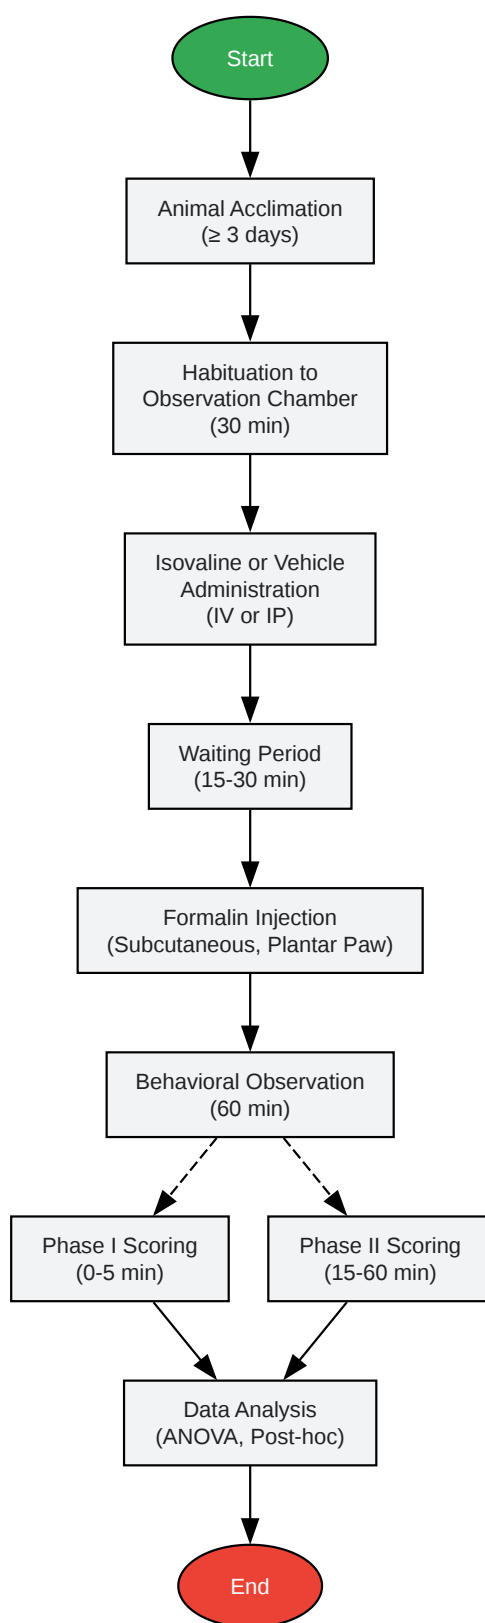 Start
Animal Acclimation
(≥ 3 days)
Habituation to
Observation Chamber
(30 min)
Isovaline or Vehicle
Administration
(IV or IP)
Waiting Period
(15-30 min)
Formalin Injection
(Subcutaneous, Plantar Paw)
Behavioral Observation
(60 min)
Phase I Scoring
(0-5 min)
Phase II Scoring
(15-60 min)
Data Analysis
(ANOVA, Post-hoc)
End